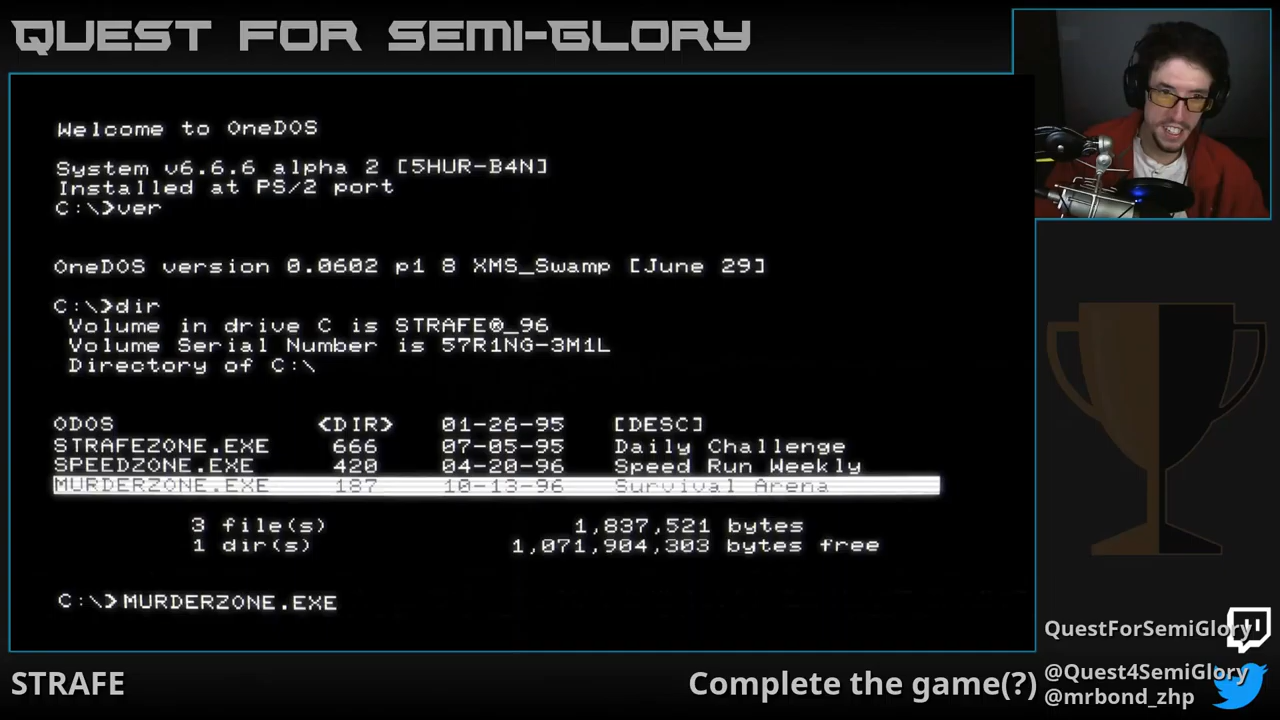 QUEST FOR SEMI-GLORY
Welcome to OneDOS
System v6.6.6 alpha 2 [5HUR-B4N]
Installed at PS/2 port
C:\>ver
OneDOS version 0.0602 p1 8 XMS_Swamp [June 29]
C:\>dir
Volume in drive C is STRAFE®_96
Volume Serial Number is 57R1NG-3M1L
Directory of C:\
ODOS <DIR> 01-26-95 [DESC]
STRAFEZONE.EXE 666 07-05-95 Daily Challenge
SPEEDZONE.EXE 420 04-20-96 Speed Run Weekly
MURDERZONE.EXE 187 10-13-96 Survival Arena
3 file(s) 1,837,521 bytes
1 dir(s) 1,071,904,303 bytes free
C:\>MURDERZONE.EXE
QuestForSemiGlory
@Quest4SemiGlory
@mrbond_zhp
STRAFE
Complete the game(?)